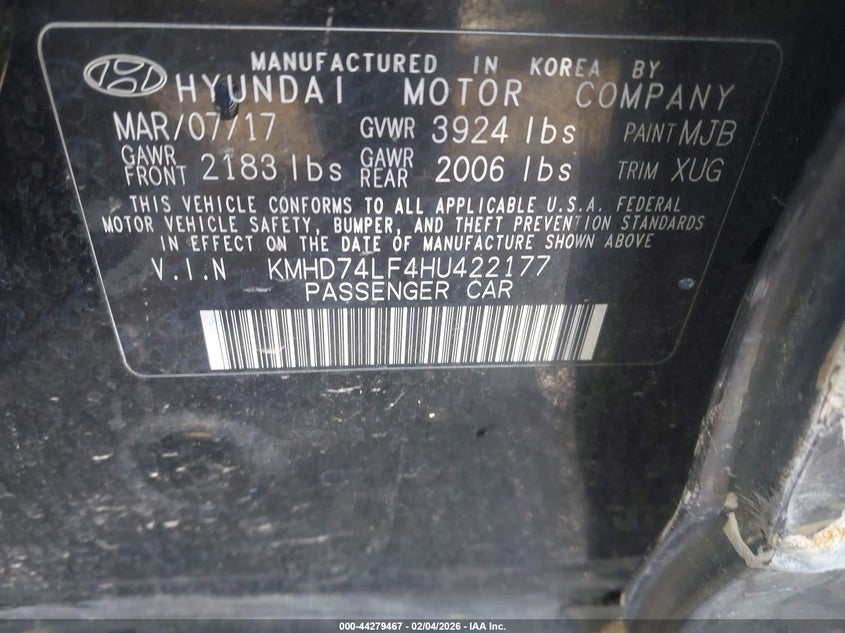 MANUFACTURED IN KOREA BY
HYUNDAI MOTOR COMPANY
MAR/07/17 GVWR 3924 lbs PAINT MJB
GAWR FRONT 2183 lbs GAWR REAR 2006 lbs TRIM XUG
THIS VEHICLE CONFORMS TO ALL APPLICABLE U.S.A. FEDERAL
MOTOR VEHICLE SAFETY, BUMPER, AND THEFT PREVENTION STANDARDS
IN EFFECT ON THE DATE OF MANUFACTURE SHOWN ABOVE
V.I.N KMHD74LF4HU422177
PASSENGER CAR
000-44279467 - 02/04/2026 - IAA Inc.